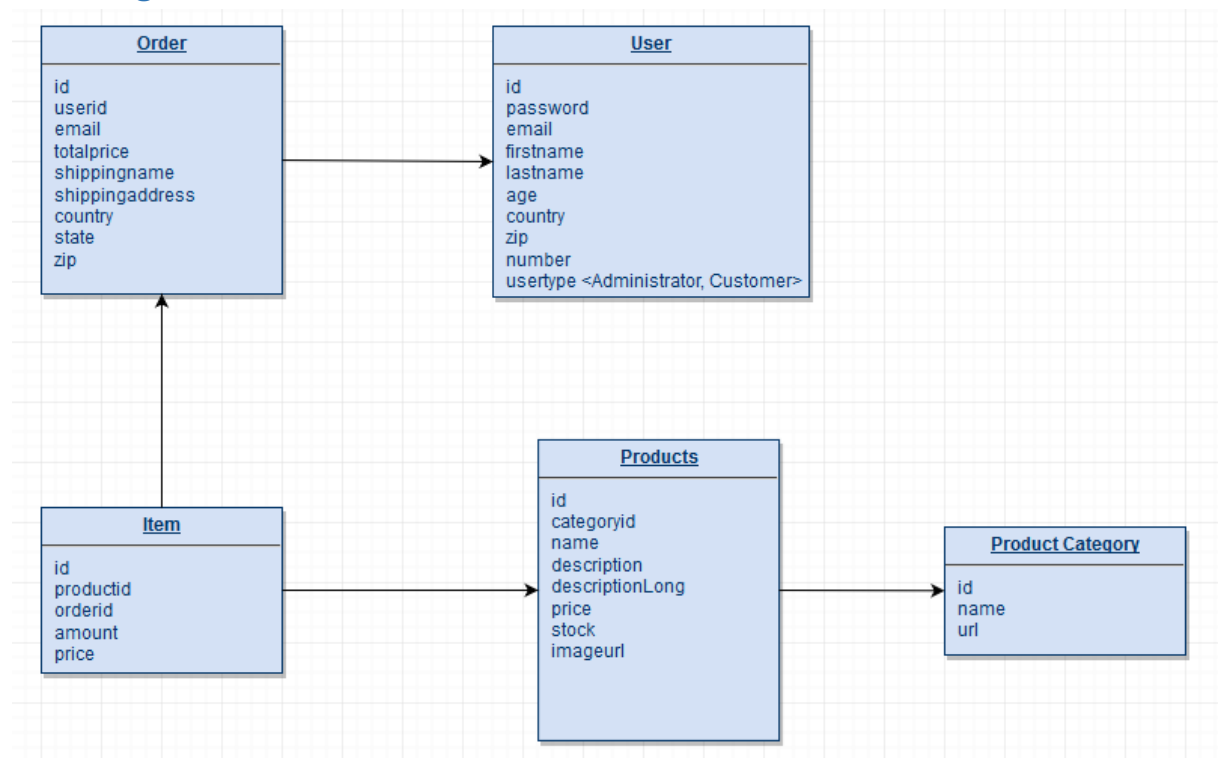 Order
id
userid
email
totalprice
shippingname
shippingaddress
country
state
zip
User
id
password
email
firstname
lastname
age
country
zip
number
usertype <Administrator, Customer>
Item
id
productid
orderid
amount
price
Products
id
categoryid
name
description
descriptionLong
price
stock
imageurl
Product Category
id
name
url